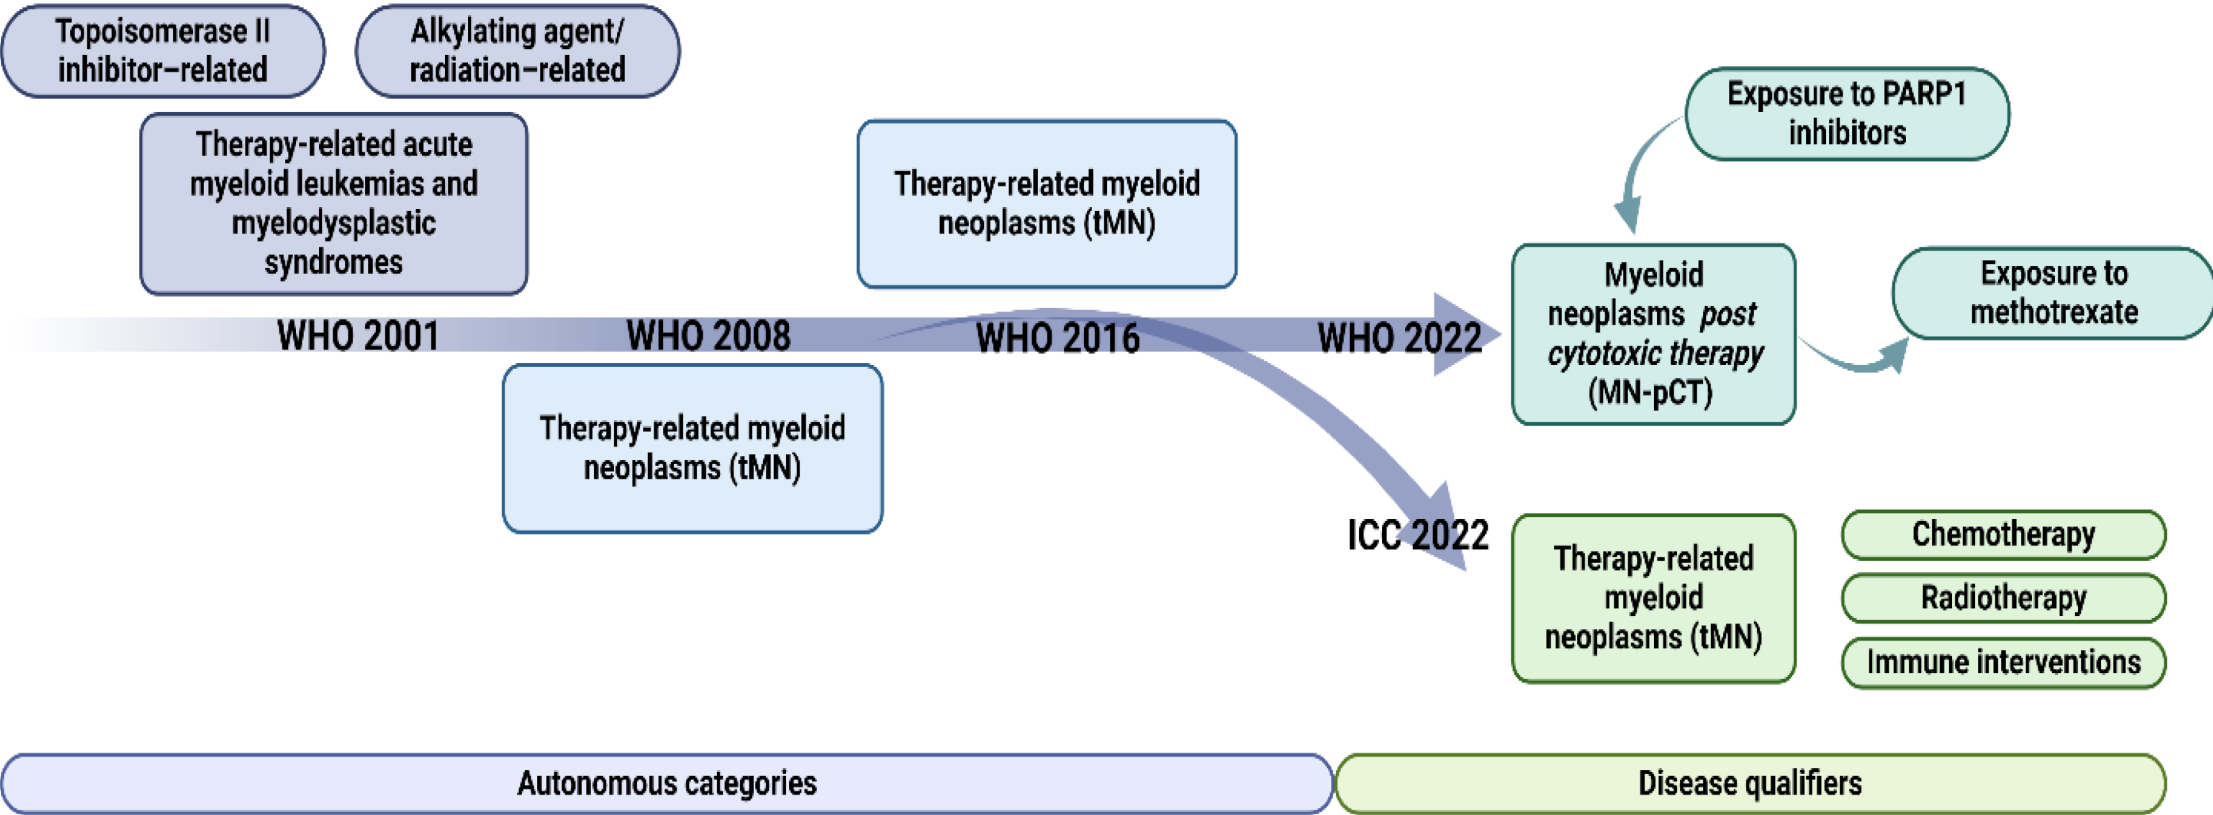 Topoisomerase II
inhibitor–related
Alkylating agent/
radiation–related
Therapy-related acute
myeloid leukemias and
myelodysplastic
syndromes
Therapy-related myeloid
neoplasms (tMN)
Exposure to PARP1
inhibitors
Myeloid
neoplasms post
cytotoxic therapy
(MN-pCT)
Exposure to
methotrexate
WHO 2001
WHO 2008
WHO 2016
WHO 2022
Therapy-related myeloid
neoplasms (tMN)
ICC 2022
Therapy-related
myeloid
neoplasms (tMN)
Chemotherapy
Radiotherapy
Immune interventions
Autonomous categories
Disease qualifiers